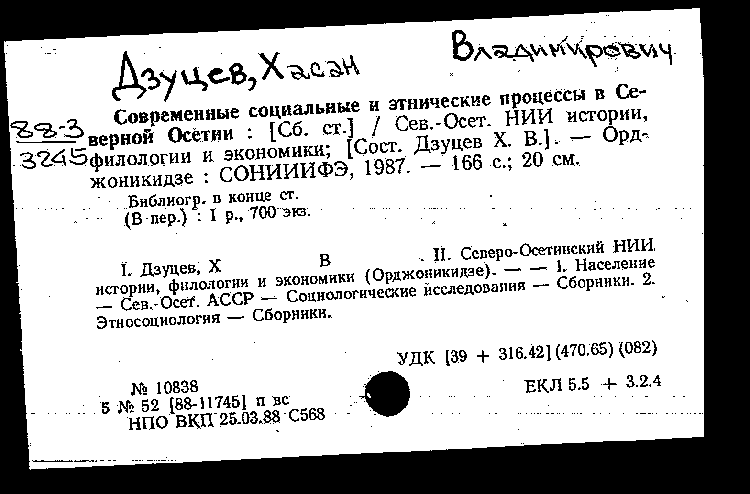 Дзуцев, Хасан Владимирович
88-3
3245
Современные социальные и этнические процессы в Се-
верной Осетии : [Сб. ст.] / Сев.-Осет. НИИ истории,
филологии и экономики; [Сост. Дзуцев Х. В.]. — Орд-
жоникидзе : СОНИИИФЭ, 1987. — 166 с.; 20 см.
Библиогр. в конце ст.
(В пер.) : I р., 700 экз.
I. Дзуцев, Х В . II. Северо-Осетинский НИИ
истории, филологии и экономики (Орджоникидзе). — — 1. Население
— Сев.-Осет. АССР — Социологические исследования — Сборники. 2.
Этносоциология — Сборники.
УДК [39 + 316.42] (470.65) (082)
№ 10838
ЕКЛ 5.5 + 3.2.4
5 № 52 [88-11745] п вс
НПО ВКП 25.03.88 С568